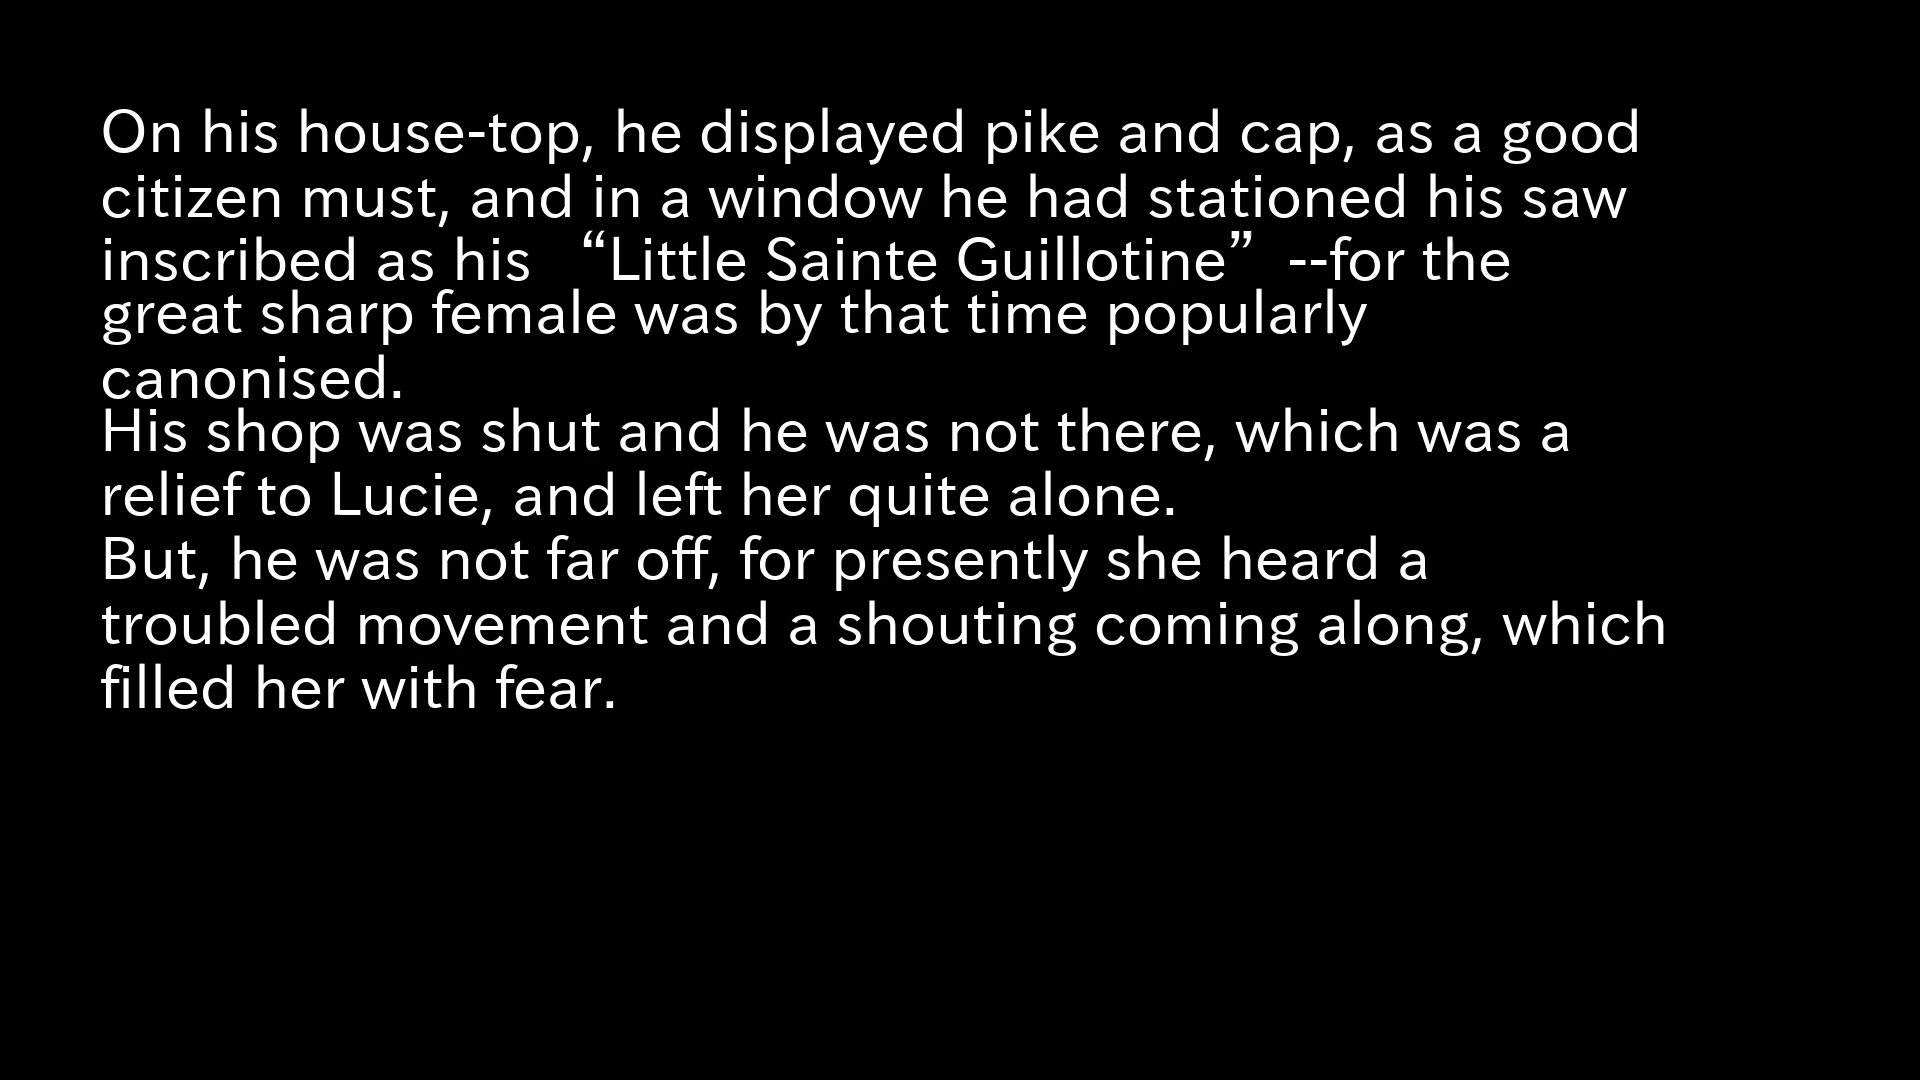 On his house-top, he displayed pike and cap, as a good
citizen must, and in a window he had stationed his saw
inscribed as his “Little Sainte Guillotine” --for the
great sharp female was by that time popularly
canonised.
His shop was shut and he was not there, which was a
relief to Lucie, and left her quite alone.
But, he was not far off, for presently she heard a
troubled movement and a shouting coming along, which
filled her with fear.